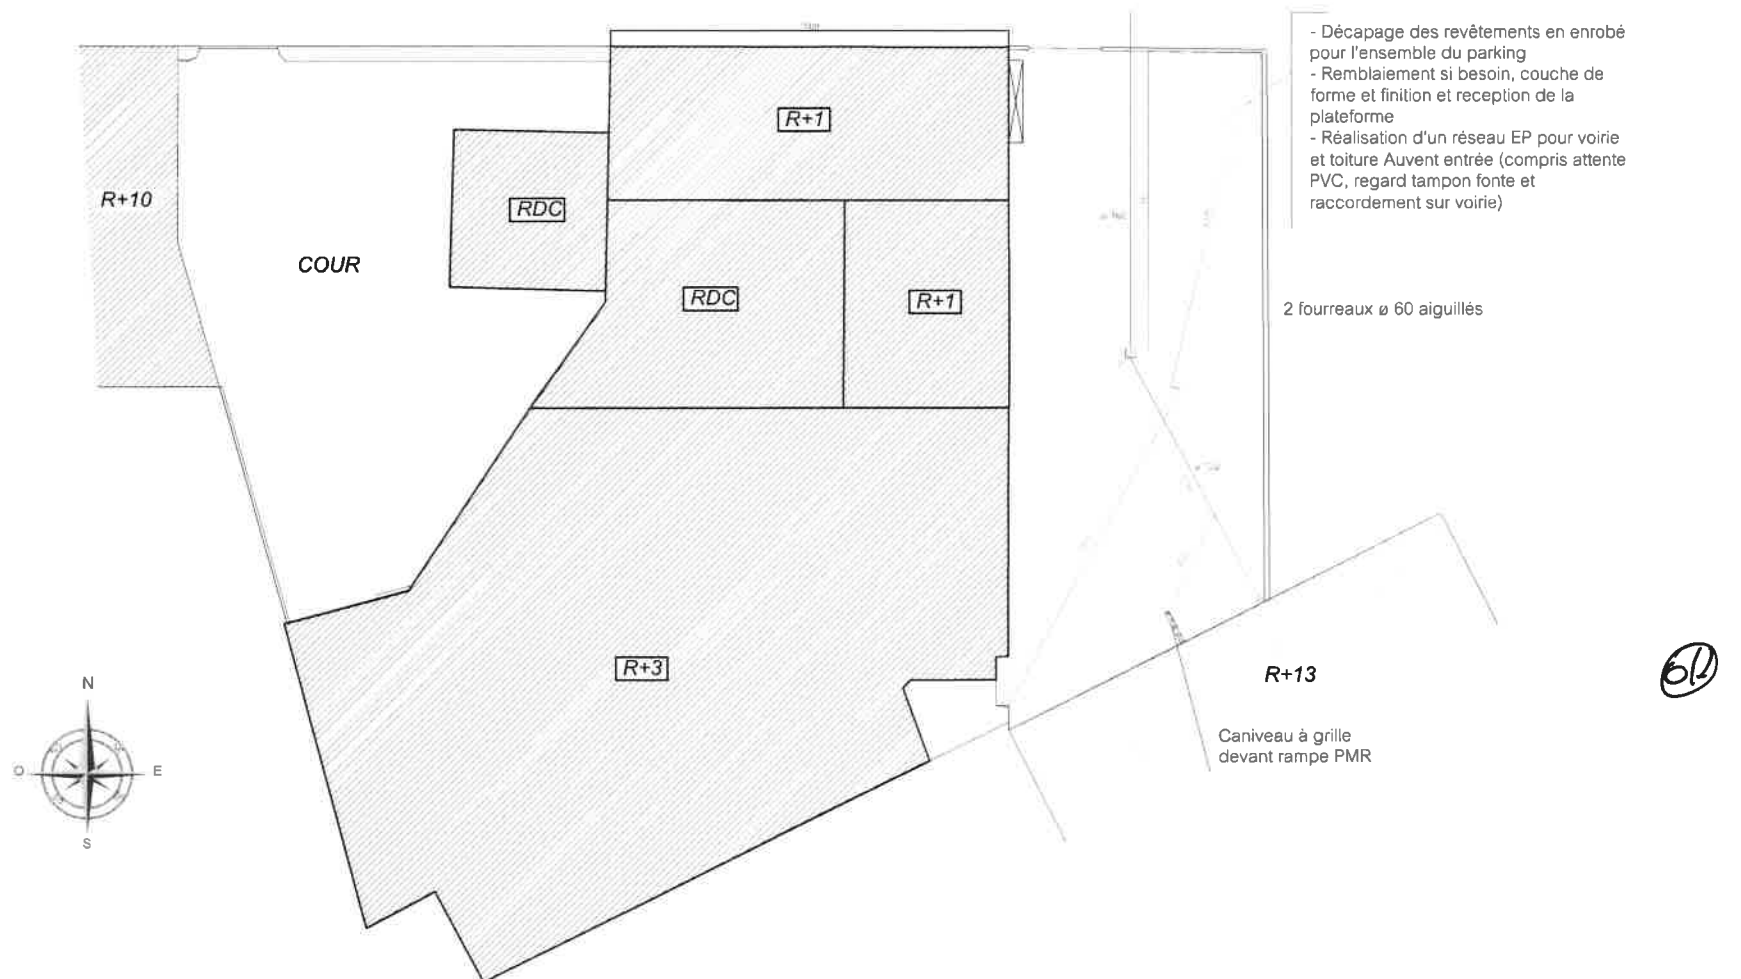 - Décapage des revêtements en enrobé
pour l'ensemble du parking
- Remblaiement si besoin, couche de
forme et finition et reception de la
plateforme
- Réalisation d'un réseau EP pour voirie
et toiture Auvent entrée (compris attente
PVC, regard tampon fonte et
raccordement sur voirie)
R+1
R+10
RDC
COUR
RDC
R+1
2 fourreaux ø 60 aiguillés
R+3
R+13
Caniveau à grille
devant rampe PMR
N
O
E
S